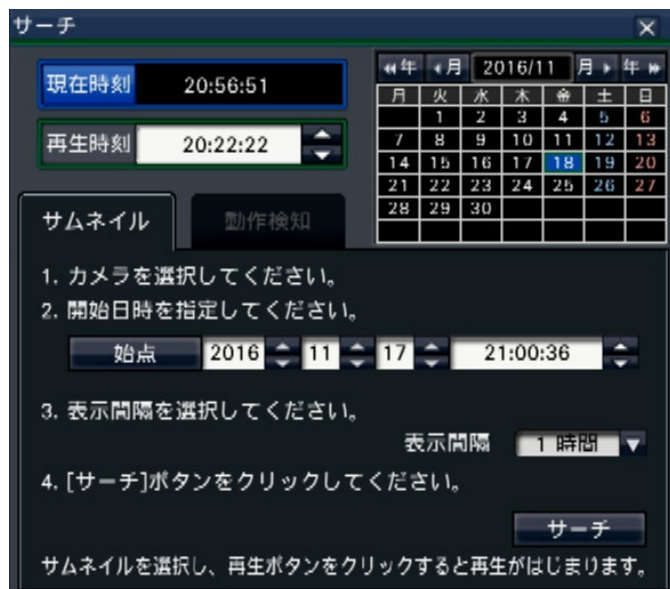 サーチ
現在時刻 20:56:51
再生時刻 20:22:22
年 月 2016/11 月 年
月 火 水 木 金 土 日
1 2 3 4 5 6
7 8 9 10 11 12 13
14 15 16 17 18 19 20
21 22 23 24 25 26 27
28 29 30
サムネイル 動作検知
1. カメラを選択してください。
2. 開始日時を指定してください。
始点 2016 11 17 21:00:36
3. 表示間隔を選択してください。
表示間隔 1 時間
4. [サーチ]ボタンをクリックしてください。
サーチ
サムネイルを選択し、再生ボタンをクリックすると再生がはじまります。